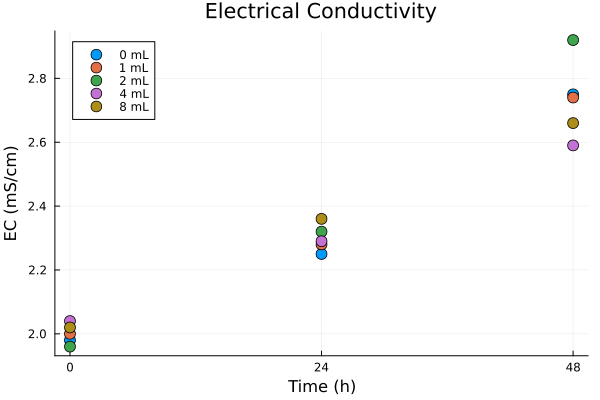 Electrical Conductivity
0 mL
1 mL
2 mL
4 mL
8 mL
2.8
2.6
2.4
2.2
2.0
EC (mS/cm)
0 24 48
Time (h)